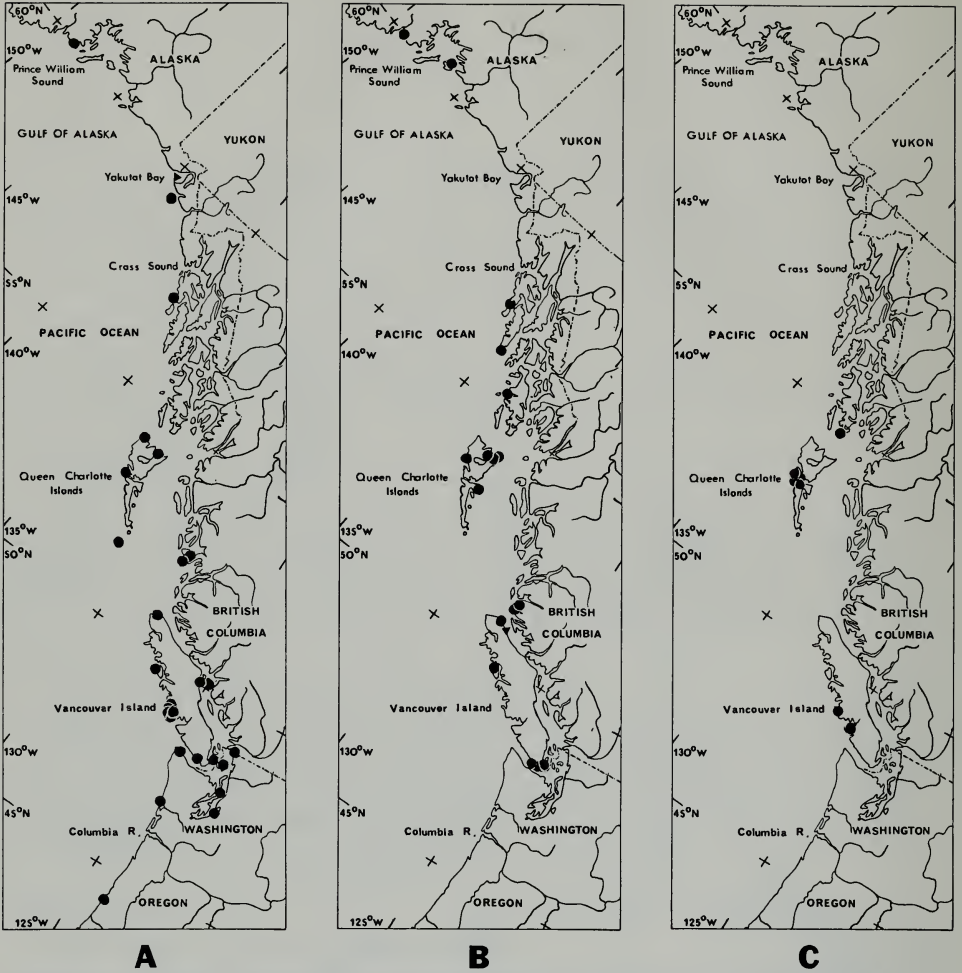 60°N
150°W
ALASKA
Prince William
Sound
GULF OF ALASKA
YUKON
Yakutat Bay
145°W
Cross Sound
55°N
PACIFIC OCEAN
140°W
Queen Charlotte
Islands
135°W
50°N
BRITISH
COLUMBIA
Vancouver Island
130°W
45°N
Columbia R.
WASHINGTON
OREGON
125°W
A
60°N
150°W
ALASKA
Prince William
Sound
GULF OF ALASKA
YUKON
Yakutat Bay
145°W
Cross Sound
55°N
PACIFIC OCEAN
140°W
Queen Charlotte
Islands
135°W
50°N
BRITISH
COLUMBIA
Vancouver Island
130°W
45°N
Columbia R.
WASHINGTON
OREGON
125°W
B
60°N
150°W
ALASKA
Prince William
Sound
GULF OF ALASKA
YUKON
Yakutat Bay
145°W
Cross Sound
55°N
PACIFIC OCEAN
140°W
Queen Charlotte
Islands
135°W
50°N
BRITISH
COLUMBIA
Vancouver Island
130°W
45°N
Columbia R.
WASHINGTON
OREGON
125°W
C